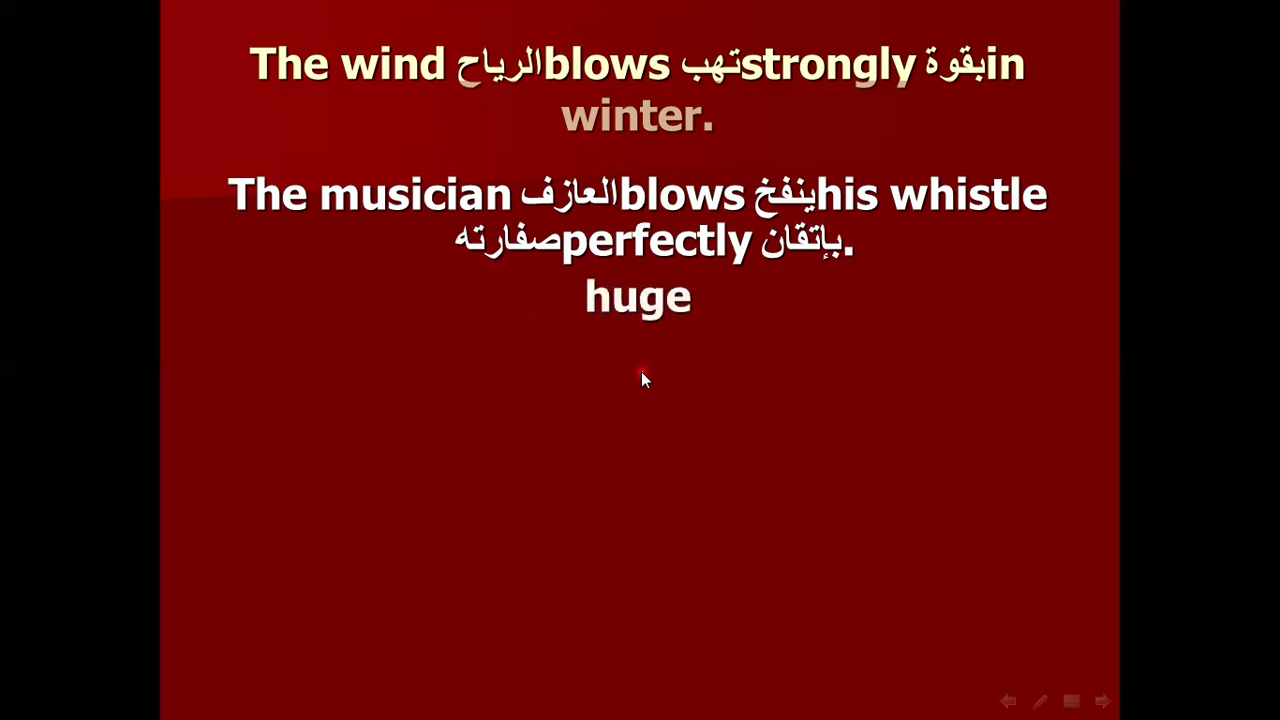 The wind الرياح blows تهب strongly بقوة in
winter.
The musician العازف blows ينفخ his whistle
صفارته perfectly بإتقان.
huge